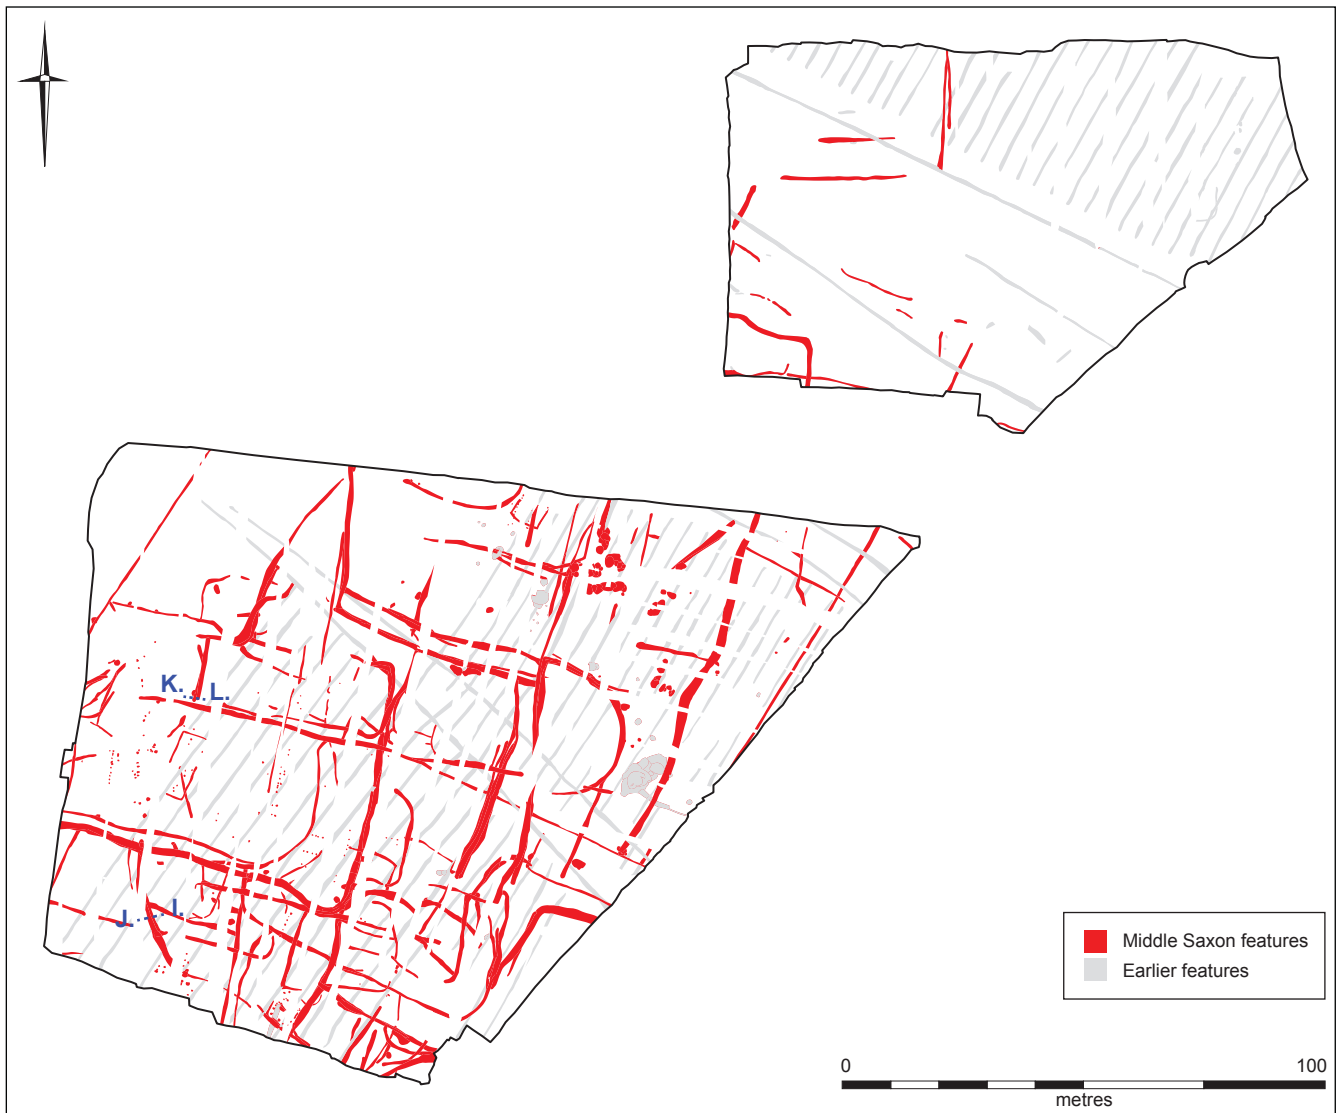 K. L.
J. I.
Middle Saxon features
Earlier features
0 100
metres